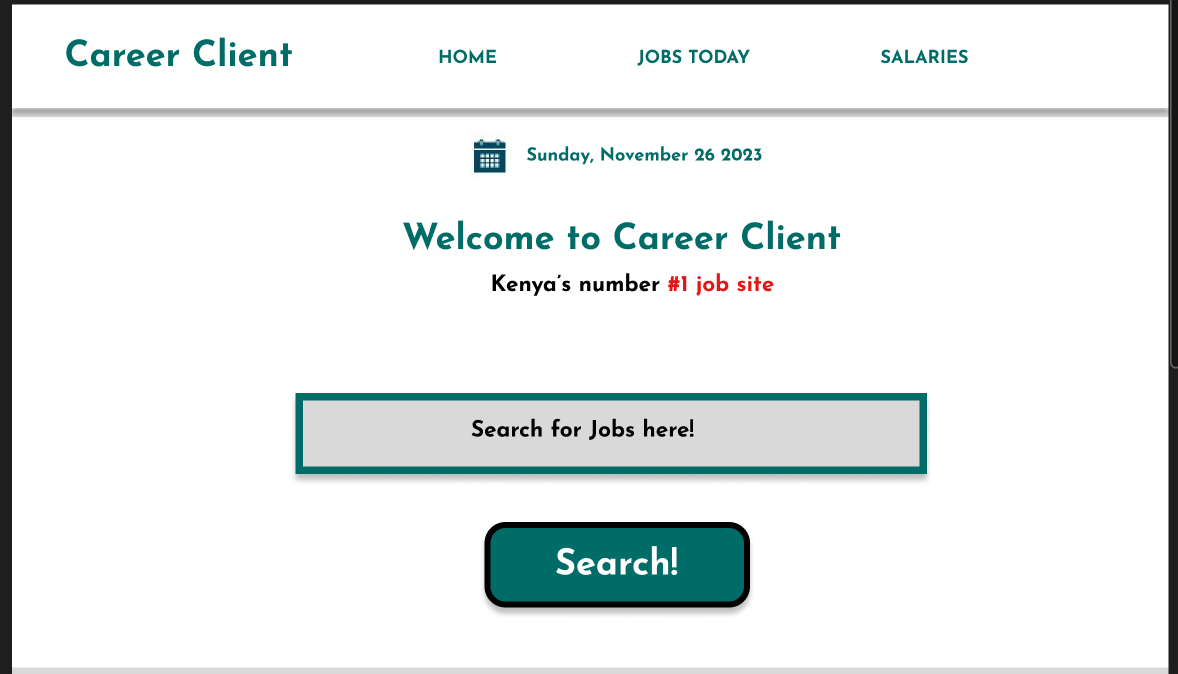 Career Client
HOME
JOBS TODAY
SALARIES
Sunday, November 26 2023
Welcome to Career Client
Kenya’s number #1 job site
Search for Jobs here!
Search!